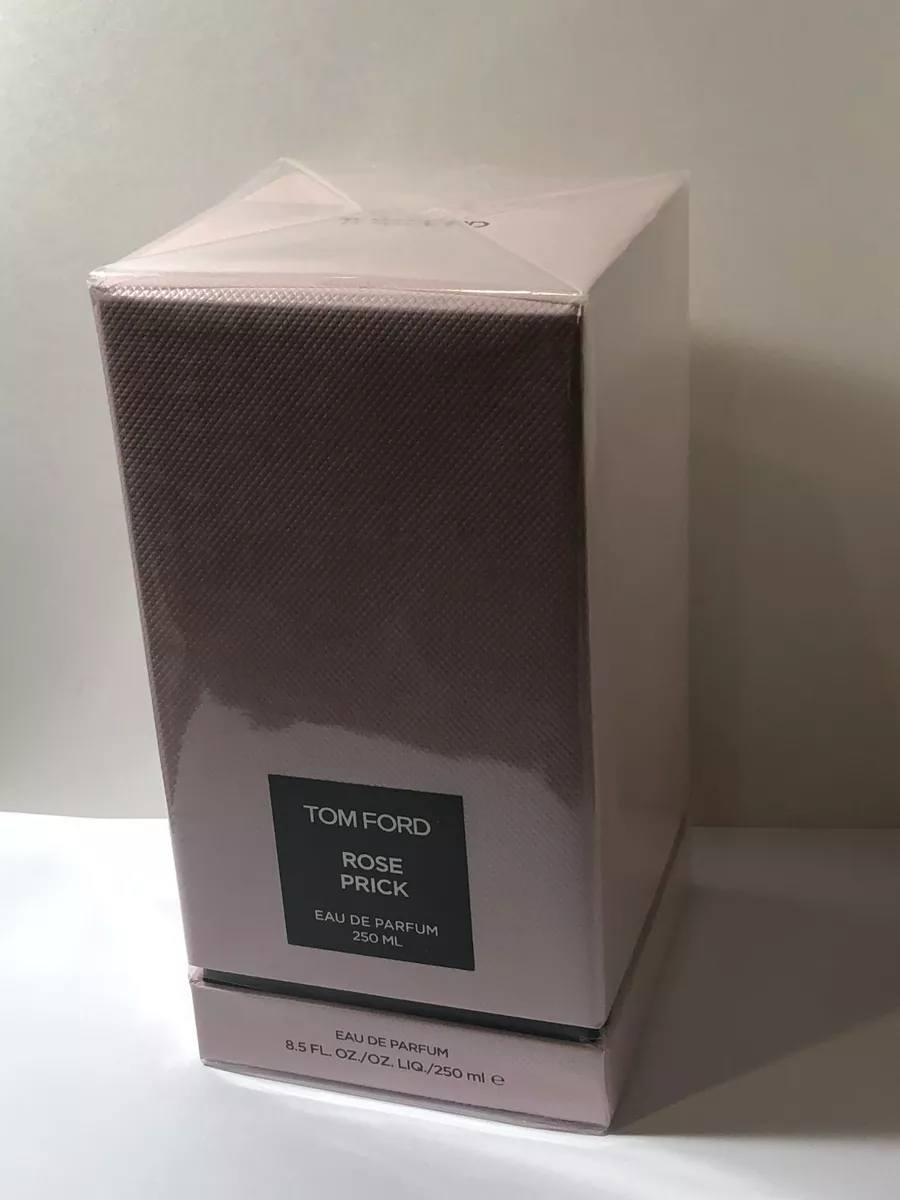 TOM FORD
ROSE
PRICK
EAU DE PARFUM
250 ML
EAU DE PARFUM
8.5 FL. OZ./OZ. LIQ./250 ml ℮